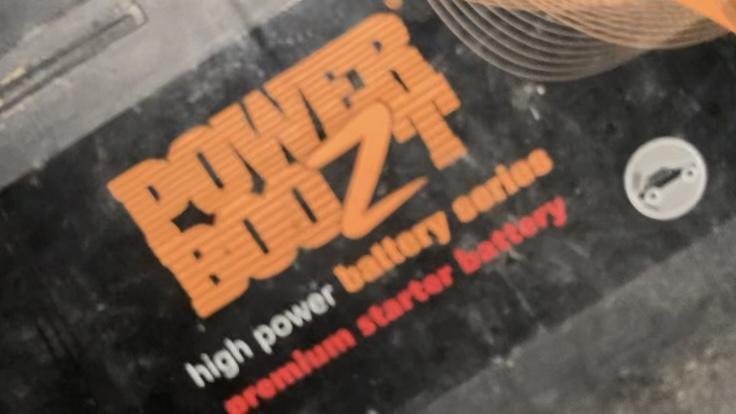 POWER
BOOZT
high power battery series
premium starter battery